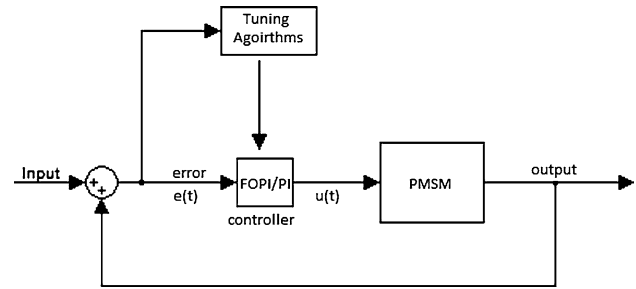 Tuning
Agoirthms
Input
+
+
error
e(t)
FOPI/PI
controller
u(t)
PMSM
output